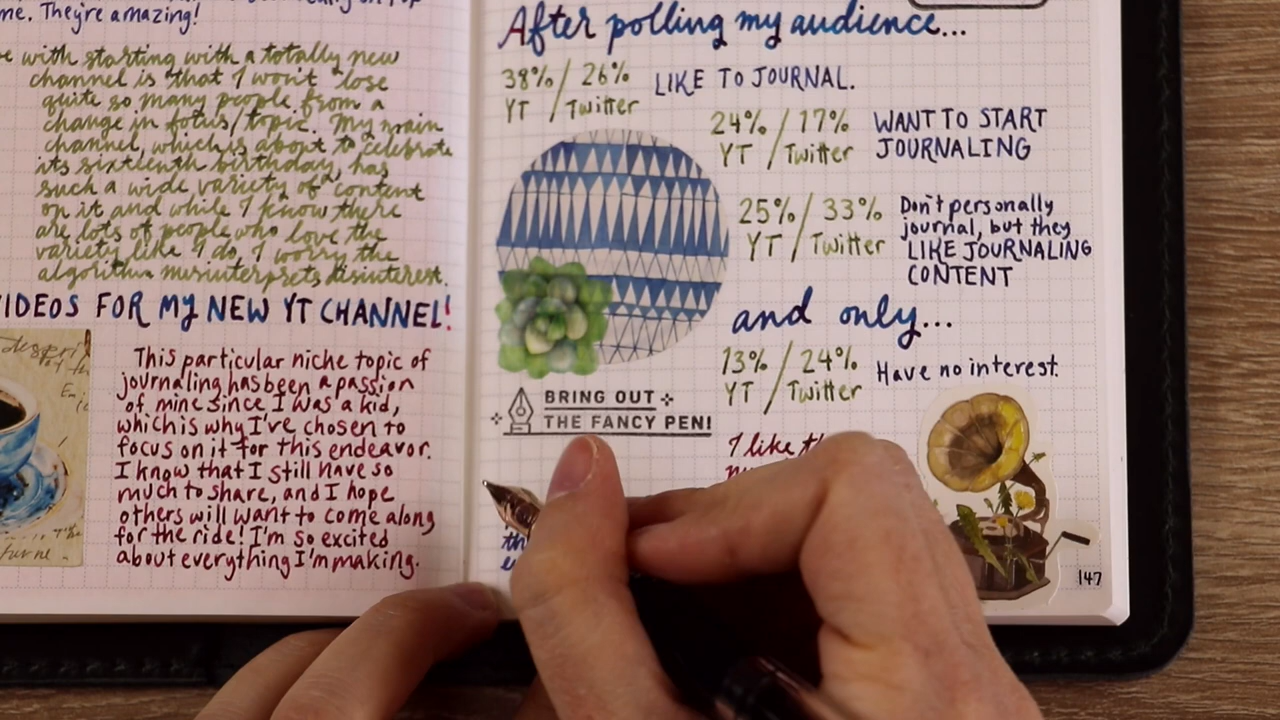 me. They're amazing!
with starting with a totally new
channel is that I won't lose
quite so many people from a
change in focus/topic. My main
channel, which is about to celebrate
its sixteenth birthday, has
such a wide variety of content
on it and while I know there
are lots of people who love the
variety like I do, I worry the
algorithm misinterprets disinterest.
VIDEOS FOR MY NEW YT CHANNEL!
This particular niche topic of
journaling has been a passion
of mine since I was a kid,
which is why I've chosen to
focus on it for this endeavor.
I know that I still have so
much to share, and I hope
others will want to come along
for the ride! I'm so excited
about everything I'm making.
After polling my audience...
38% / 26% LIKE TO JOURNAL.
YT / Twitter
24% / 17% WANT TO START
YT / Twitter JOURNALING
25% / 33% Don't personally
YT / Twitter journal, but they
LIKE JOURNALING
CONTENT
and only...
13% / 24% Have no interest.
YT / Twitter
BRING OUT
THE FANCY PEN!
I like th
147